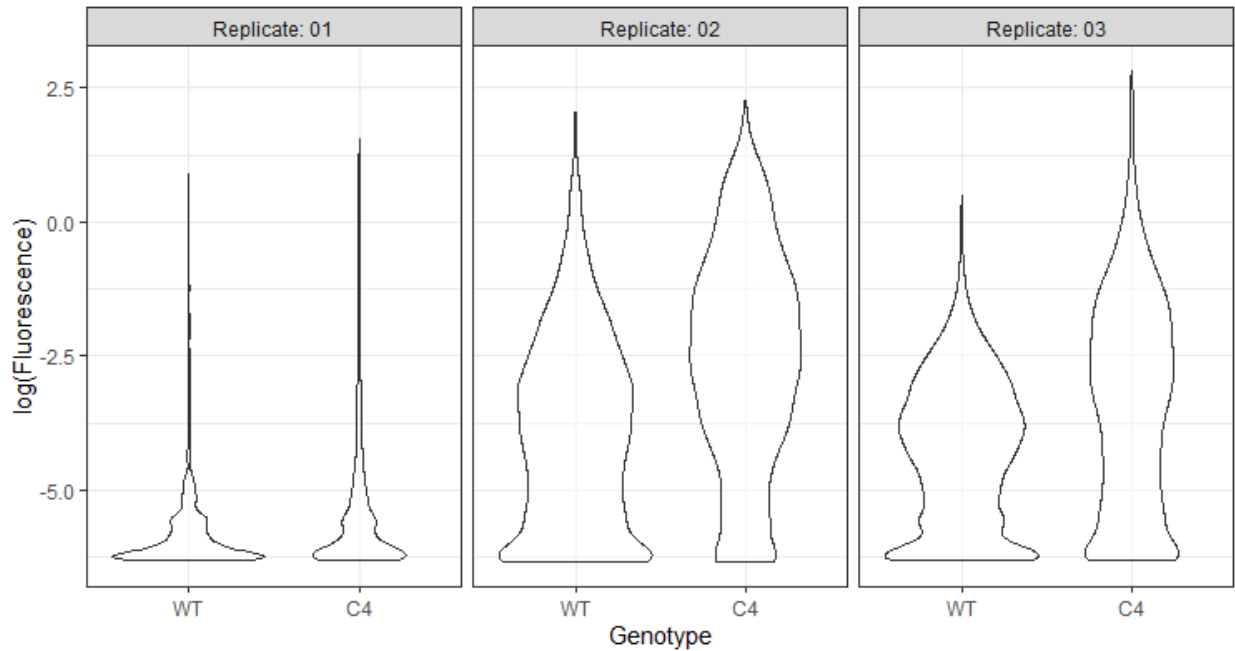 Replicate: 01
Replicate: 02
Replicate: 03
log(Fluorescence)
2.5
0.0
-2.5
-5.0
WT
C4
WT
C4
WT
C4
Genotype